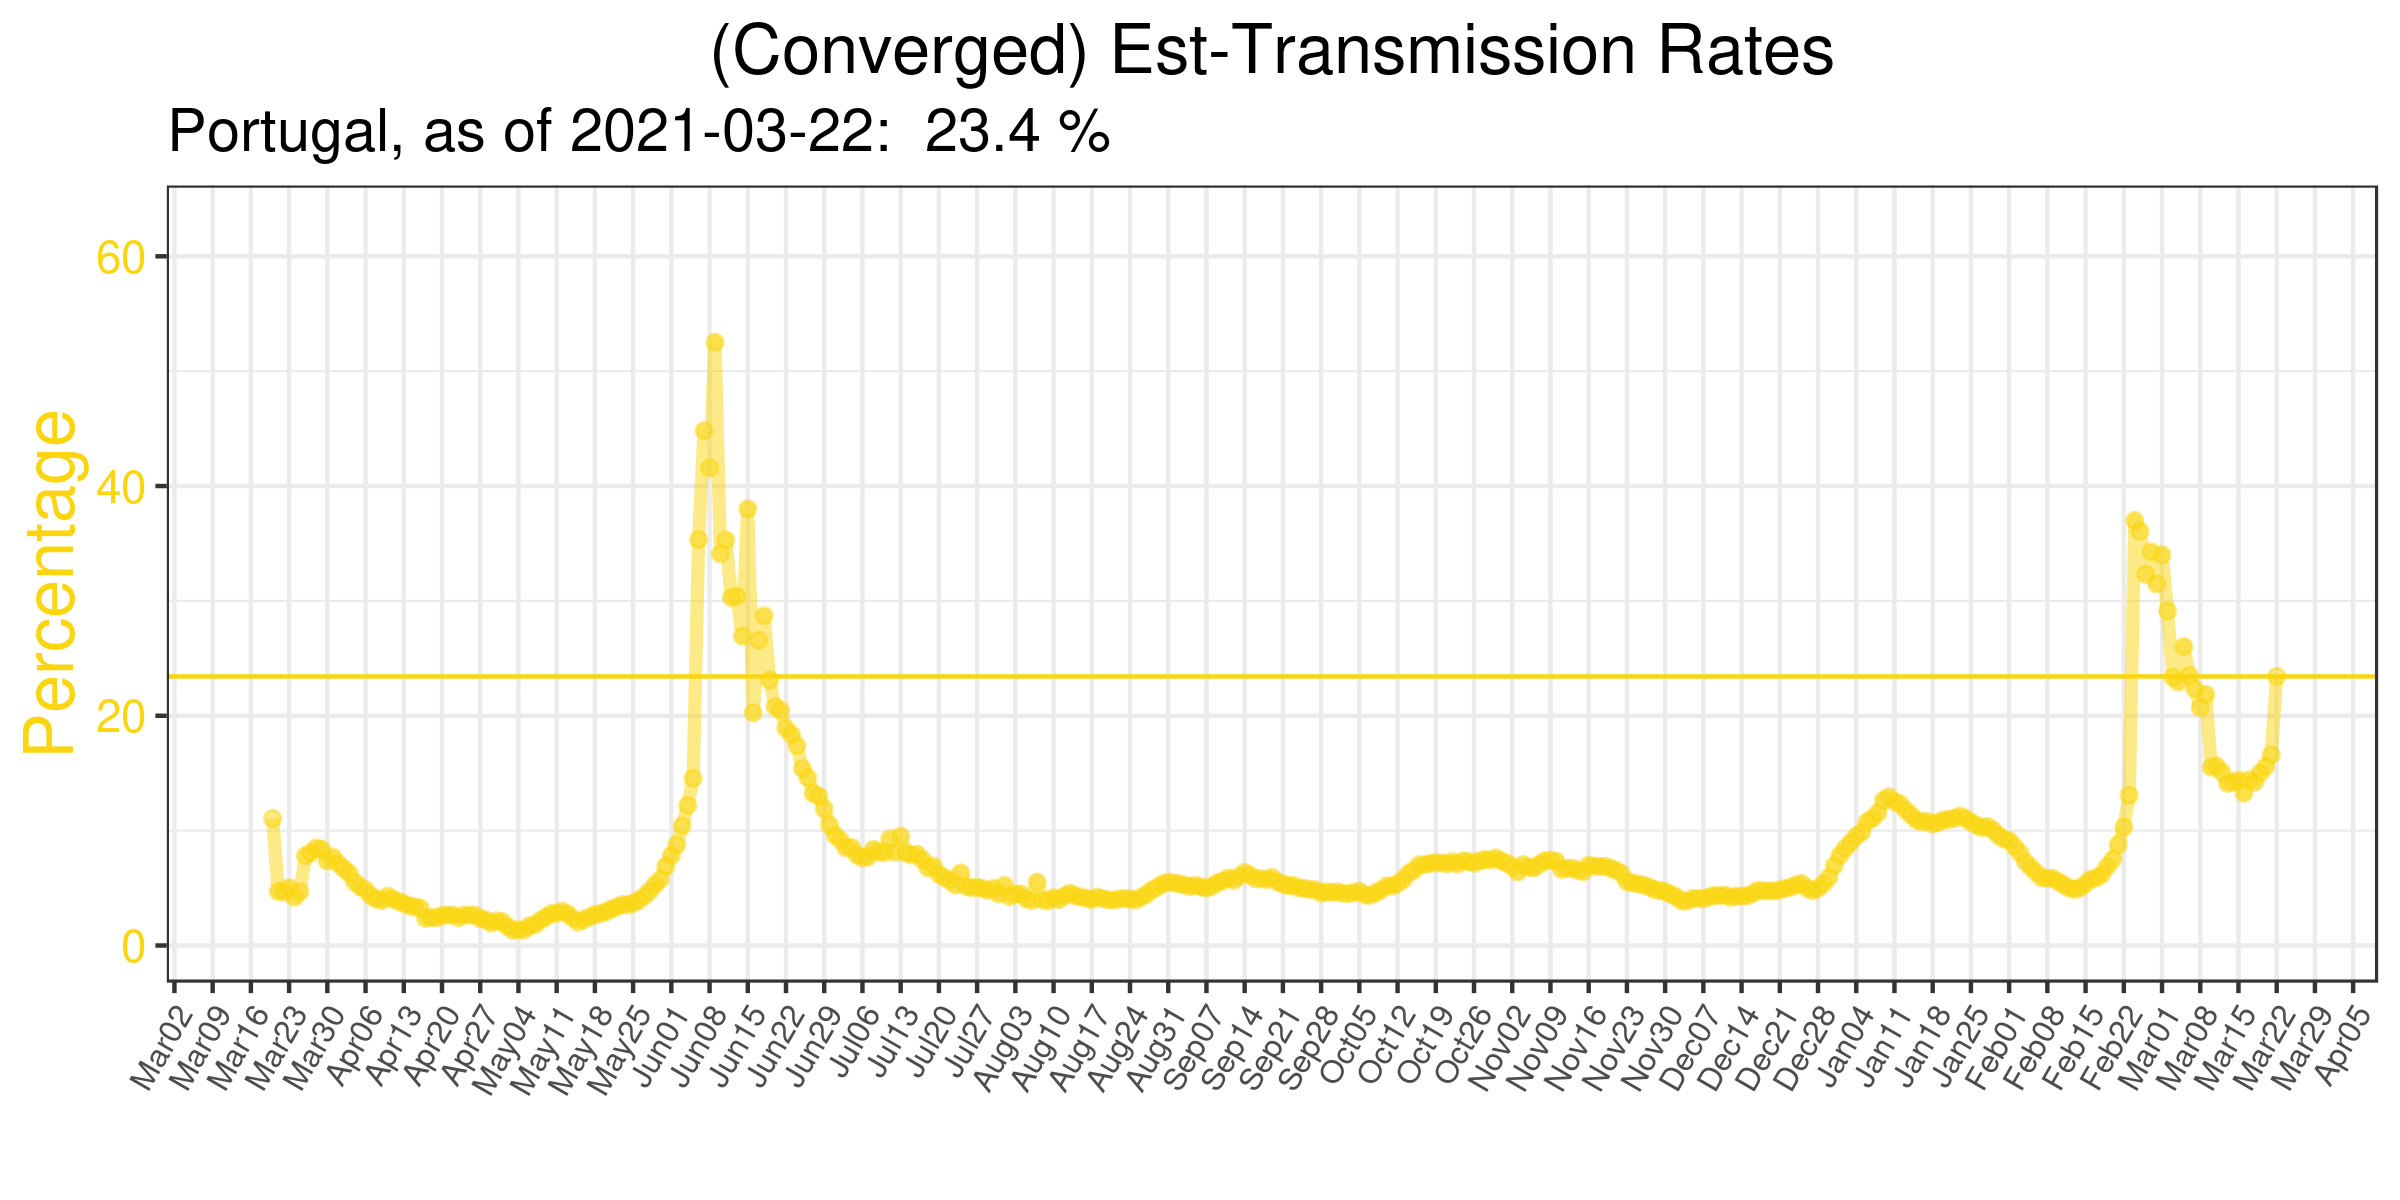 (Converged) Est-Transmission Rates
Portugal, as of 2021-03-22:  23.4 %
Percentage
60
40
20
0
Mar02 Mar09 Mar16 Mar23 Mar30 Apr06 Apr13 Apr20 Apr27 May04 May11 May18 May25 Jun01 Jun08 Jun15 Jun22 Jun29 Jul06 Jul13 Jul20 Jul27 Aug03 Aug10 Aug17 Aug24 Aug31 Sep07 Sep14 Sep21 Sep28 Oct05 Oct12 Oct19 Oct26 Nov02 Nov09 Nov16 Nov23 Nov30 Dec07 Dec14 Dec21 Dec28 Jan04 Jan11 Jan18 Jan25 Feb01 Feb08 Feb15 Feb22 Mar01 Mar08 Mar15 Mar22 Mar29 Apr05